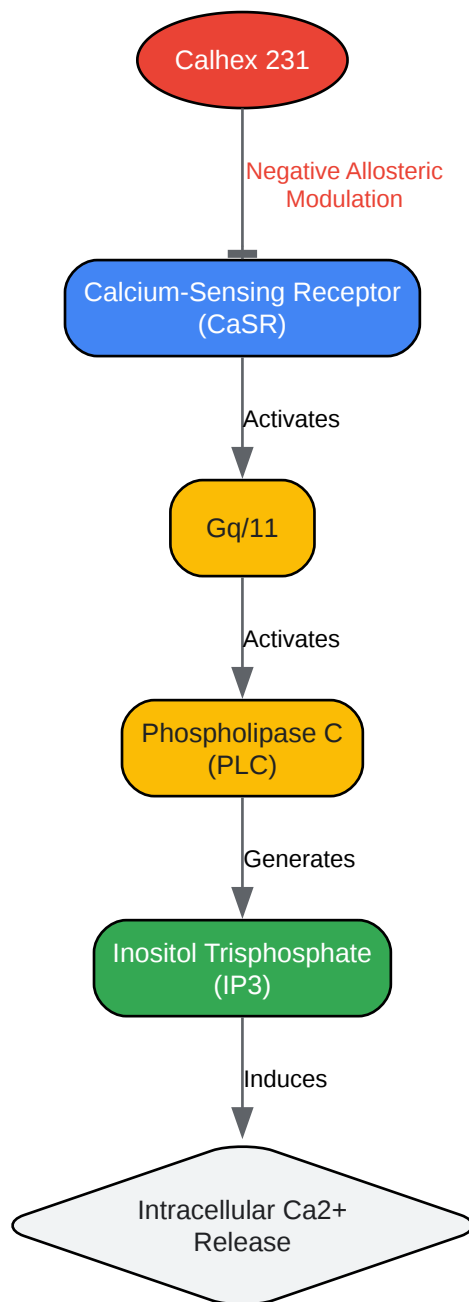 Calhex 231
Negative Allosteric
Modulation
Calcium-Sensing Receptor
(CaSR)
Activates
Gq/11
Activates
Phospholipase C
(PLC)
Generates
Inositol Trisphosphate
(IP3)
Induces
Intracellular Ca2+
Release